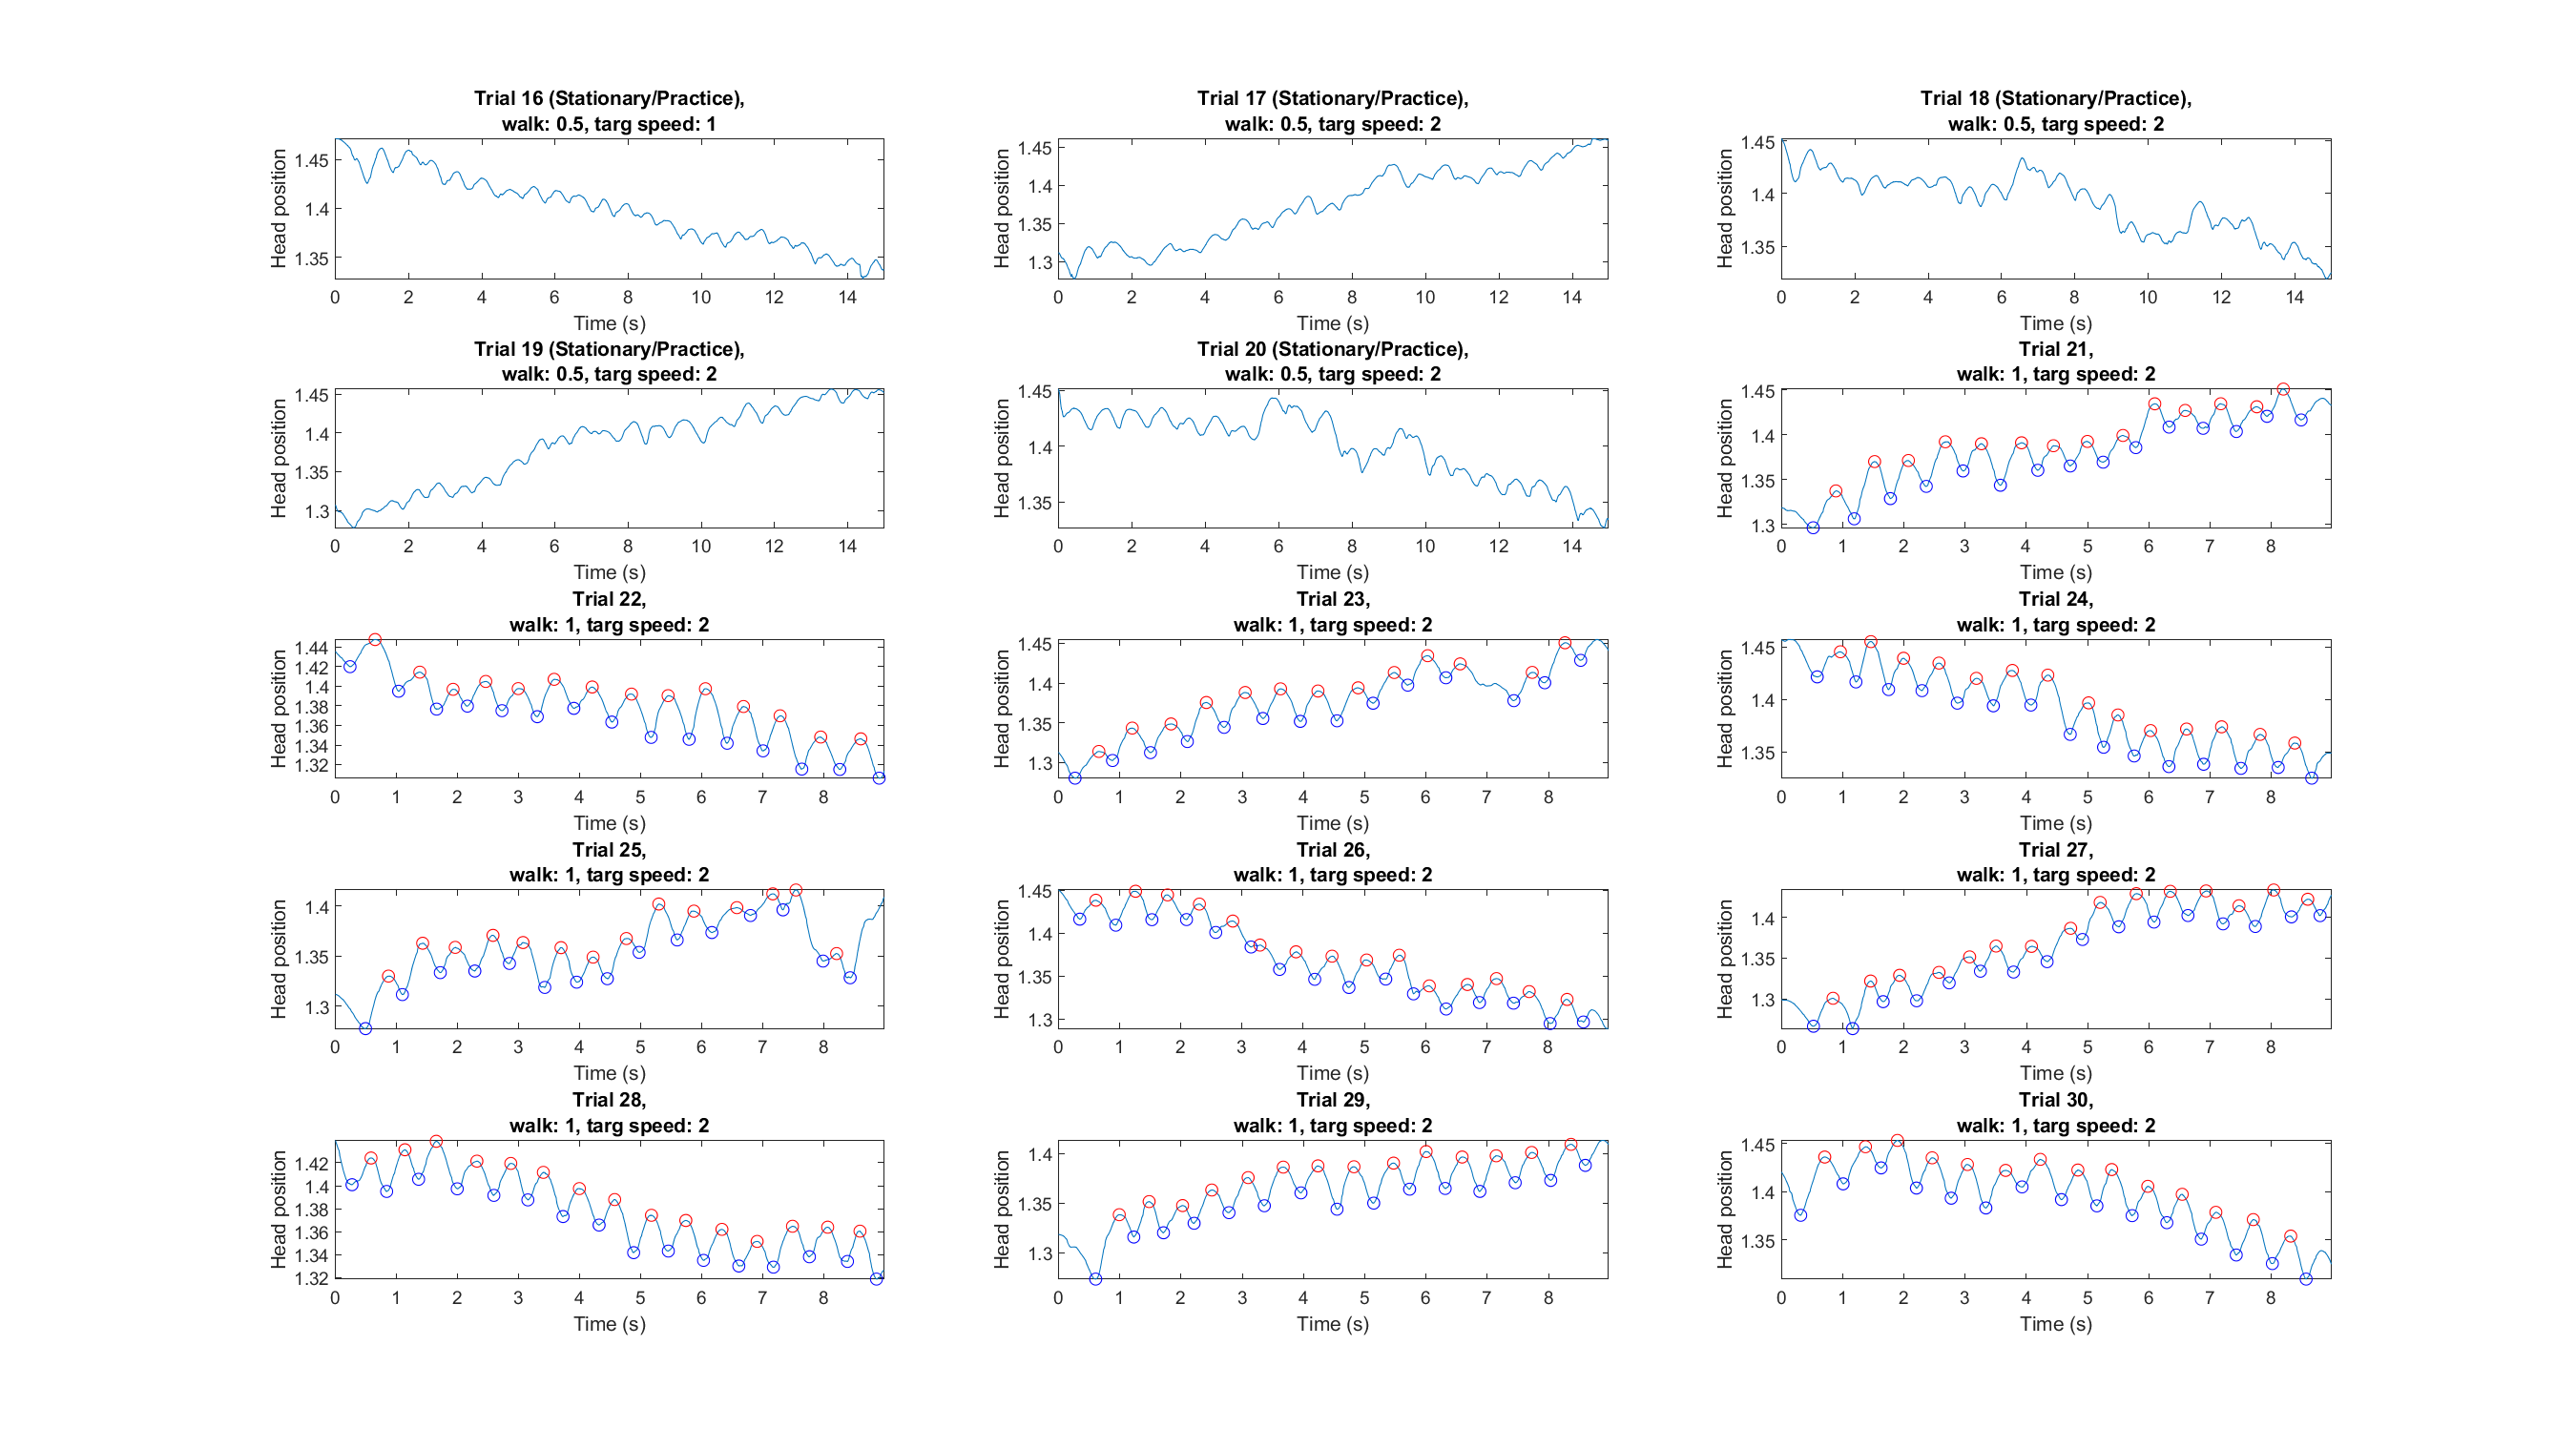 Trial 16 (Stationary/Practice),
walk: 0.5, targ speed: 1
Head position
1.45
1.4
1.35
0 2 4 6 8 10 12 14
Time (s)
Trial 17 (Stationary/Practice),
walk: 0.5, targ speed: 2
Head position
1.45
1.4
1.35
1.3
0 2 4 6 8 10 12 14
Time (s)
Trial 18 (Stationary/Practice),
walk: 0.5, targ speed: 2
Head position
1.45
1.4
1.35
0 2 4 6 8 10 12 14
Time (s)
Trial 19 (Stationary/Practice),
walk: 0.5, targ speed: 2
Head position
1.45
1.4
1.35
1.3
0 2 4 6 8 10 12 14
Time (s)
Trial 20 (Stationary/Practice),
walk: 0.5, targ speed: 2
Head position
1.45
1.4
1.35
0 2 4 6 8 10 12 14
Time (s)
Trial 21,
walk: 1, targ speed: 2
Head position
1.45
1.4
1.35
1.3
0 1 2 3 4 5 6 7 8
Time (s)
Trial 22,
walk: 1, targ speed: 2
Head position
1.44
1.42
1.4
1.38
1.36
1.34
1.32
0 1 2 3 4 5 6 7 8
Time (s)
Trial 23,
walk: 1, targ speed: 2
Head position
1.45
1.4
1.35
1.3
0 1 2 3 4 5 6 7 8
Time (s)
Trial 24,
walk: 1, targ speed: 2
Head position
1.45
1.4
1.35
0 1 2 3 4 5 6 7 8
Time (s)
Trial 25,
walk: 1, targ speed: 2
Head position
1.4
1.35
1.3
0 1 2 3 4 5 6 7 8
Time (s)
Trial 26,
walk: 1, targ speed: 2
Head position
1.45
1.4
1.35
1.3
0 1 2 3 4 5 6 7 8
Time (s)
Trial 27,
walk: 1, targ speed: 2
Head position
1.4
1.35
1.3
0 1 2 3 4 5 6 7 8
Time (s)
Trial 28,
walk: 1, targ speed: 2
Head position
1.42
1.4
1.38
1.36
1.34
1.32
0 1 2 3 4 5 6 7 8
Time (s)
Trial 29,
walk: 1, targ speed: 2
Head position
1.4
1.35
1.3
0 1 2 3 4 5 6 7 8
Time (s)
Trial 30,
walk: 1, targ speed: 2
Head position
1.45
1.4
1.35
0 1 2 3 4 5 6 7 8
Time (s)